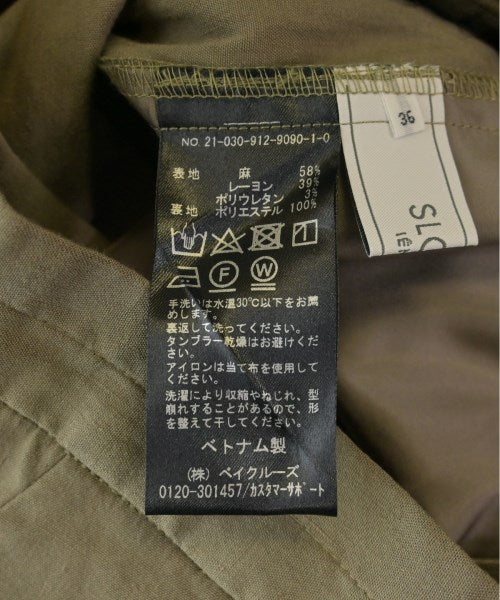 NO. 21-030-912-9090-1-0
表地 麻 58%
レーヨン 39%
ポリウレタン 3%
裏地 ポリエステル 100%
F W
手洗いは水温30℃以下をお薦
めします。
裏返して洗ってください。
タンブラー乾燥はお避けくだ
さい。
アイロンは当て布を使用して
ください。
洗濯により収縮やねじれ、型
崩れすることがあるので、形
を整えて干してください。
ベトナム製
(株) ベイクルーズ
0120-301457/カスタマーサポート
36
SLO
IÉN